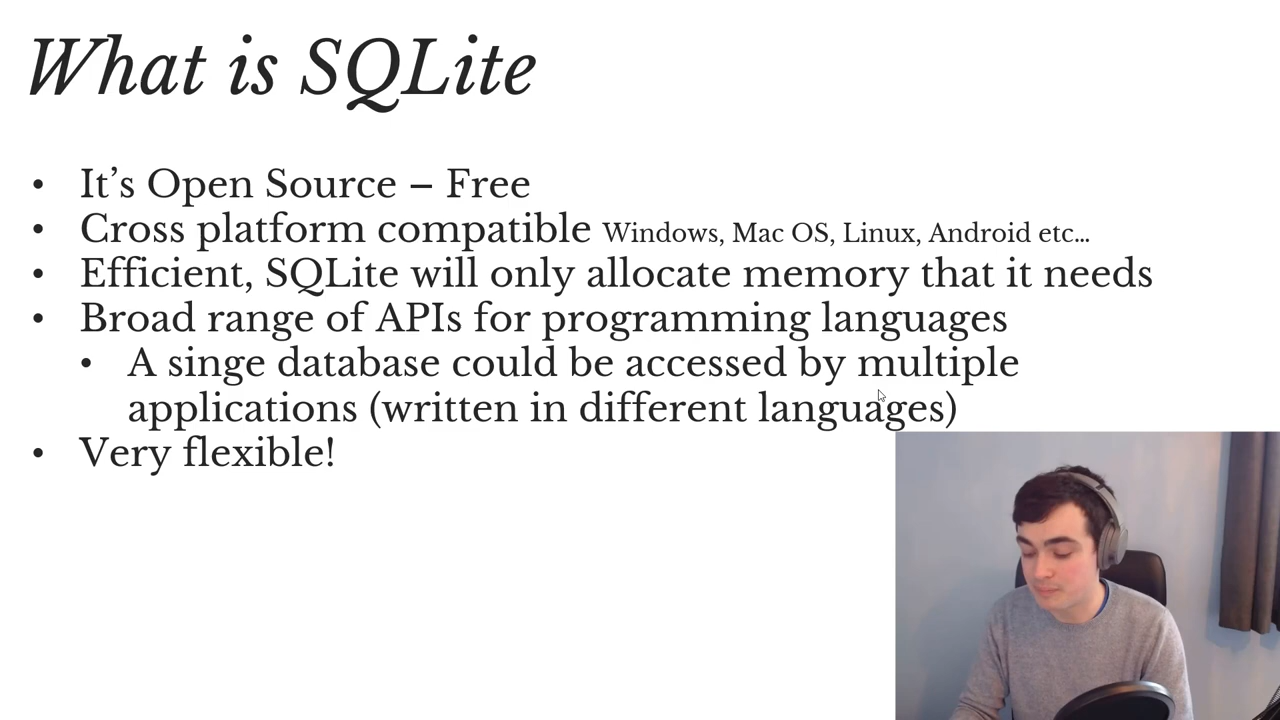 What is SQLite
• It’s Open Source – Free
• Cross platform compatible Windows, Mac OS, Linux, Android etc…
• Efficient, SQLite will only allocate memory that it needs
• Broad range of APIs for programming languages
• A singe database could be accessed by multiple
applications (written in different languages)
• Very flexible!